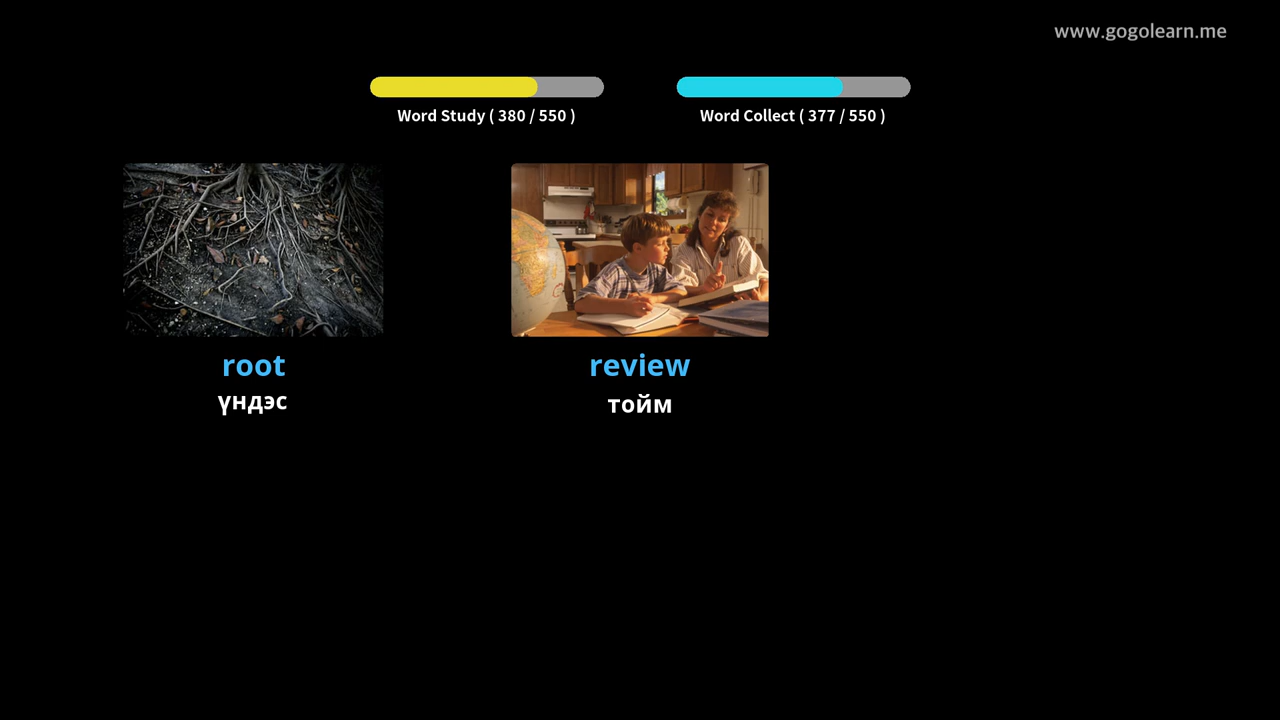 www.gogolearn.me
Word Study ( 380 / 550 )
Word Collect ( 377 / 550 )
root
үндэс
review
тойм